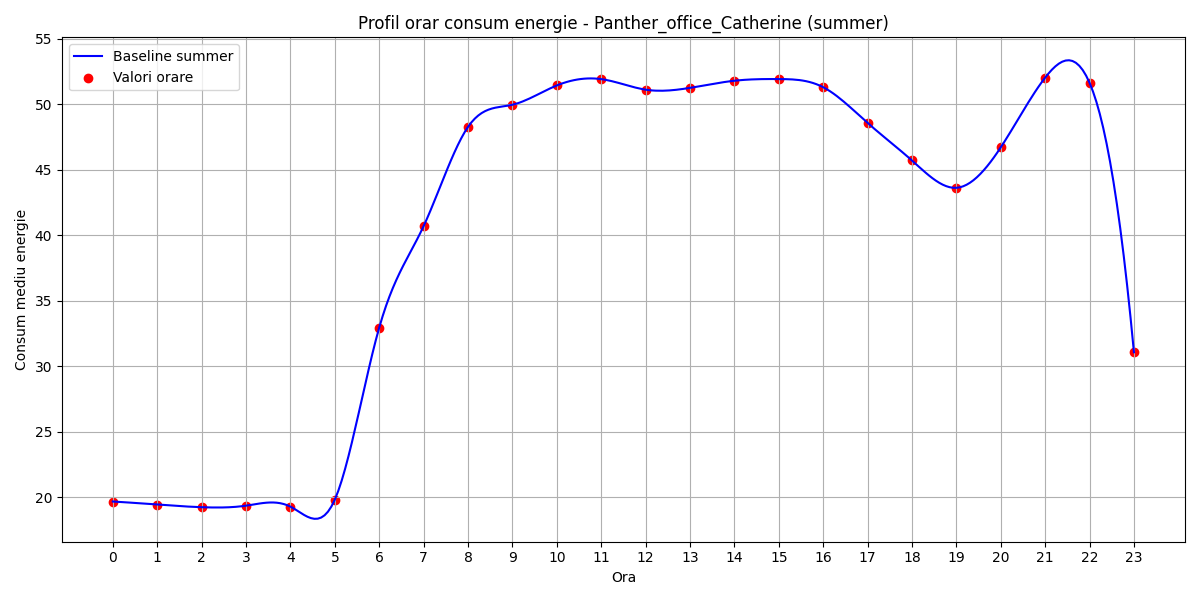 Profil orar consum energie - Panther_office_Catherine (summer)
Baseline summer
Valori orare
Consum mediu energie
55
50
45
40
35
30
25
20
0 1 2 3 4 5 6 7 8 9 10 11 12 13 14 15 16 17 18 19 20 21 22 23
Ora